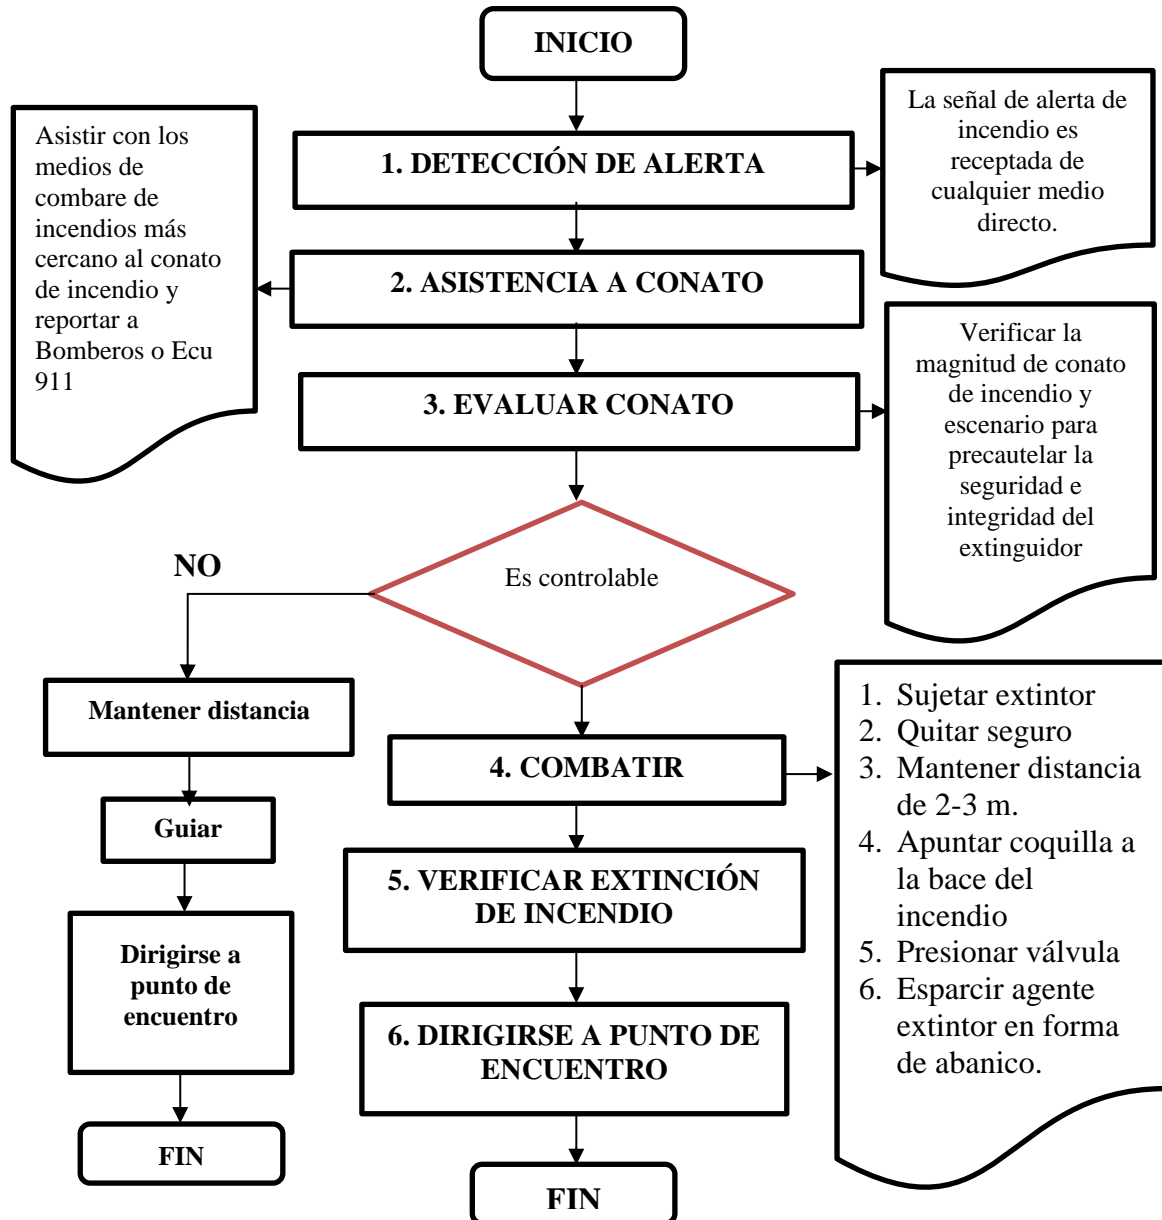 INICIO
1. DETECCIÓN DE ALERTA
La señal de alerta de
incendio es
receptada de
cualquier medio
directo.
Asistir con los
medios de
combare de
incendios más
cercano al conato
de incendio y
reportar a
Bomberos o Ecu
911
2. ASISTENCIA A CONATO
3. EVALUAR CONATO
Verificar la
magnitud de conato
de incendio y
escenario para
precautelar la
seguridad e
integridad del
extinguidor
Es controlable
NO
Mantener distancia
Guiar
Dirigirse a
punto de
encuentro
FIN
4. COMBATIR
1. Sujetar extintor
2. Quitar seguro
3. Mantener distancia
de 2-3 m.
4. Apuntar coquilla a
la bace del
incendio
5. Presionar válvula
6. Esparcir agente
extintor en forma
de abanico.
5. VERIFICAR EXTINCIÓN
DE INCENDIO
6. DIRIGIRSE A PUNTO DE
ENCUENTRO
FIN